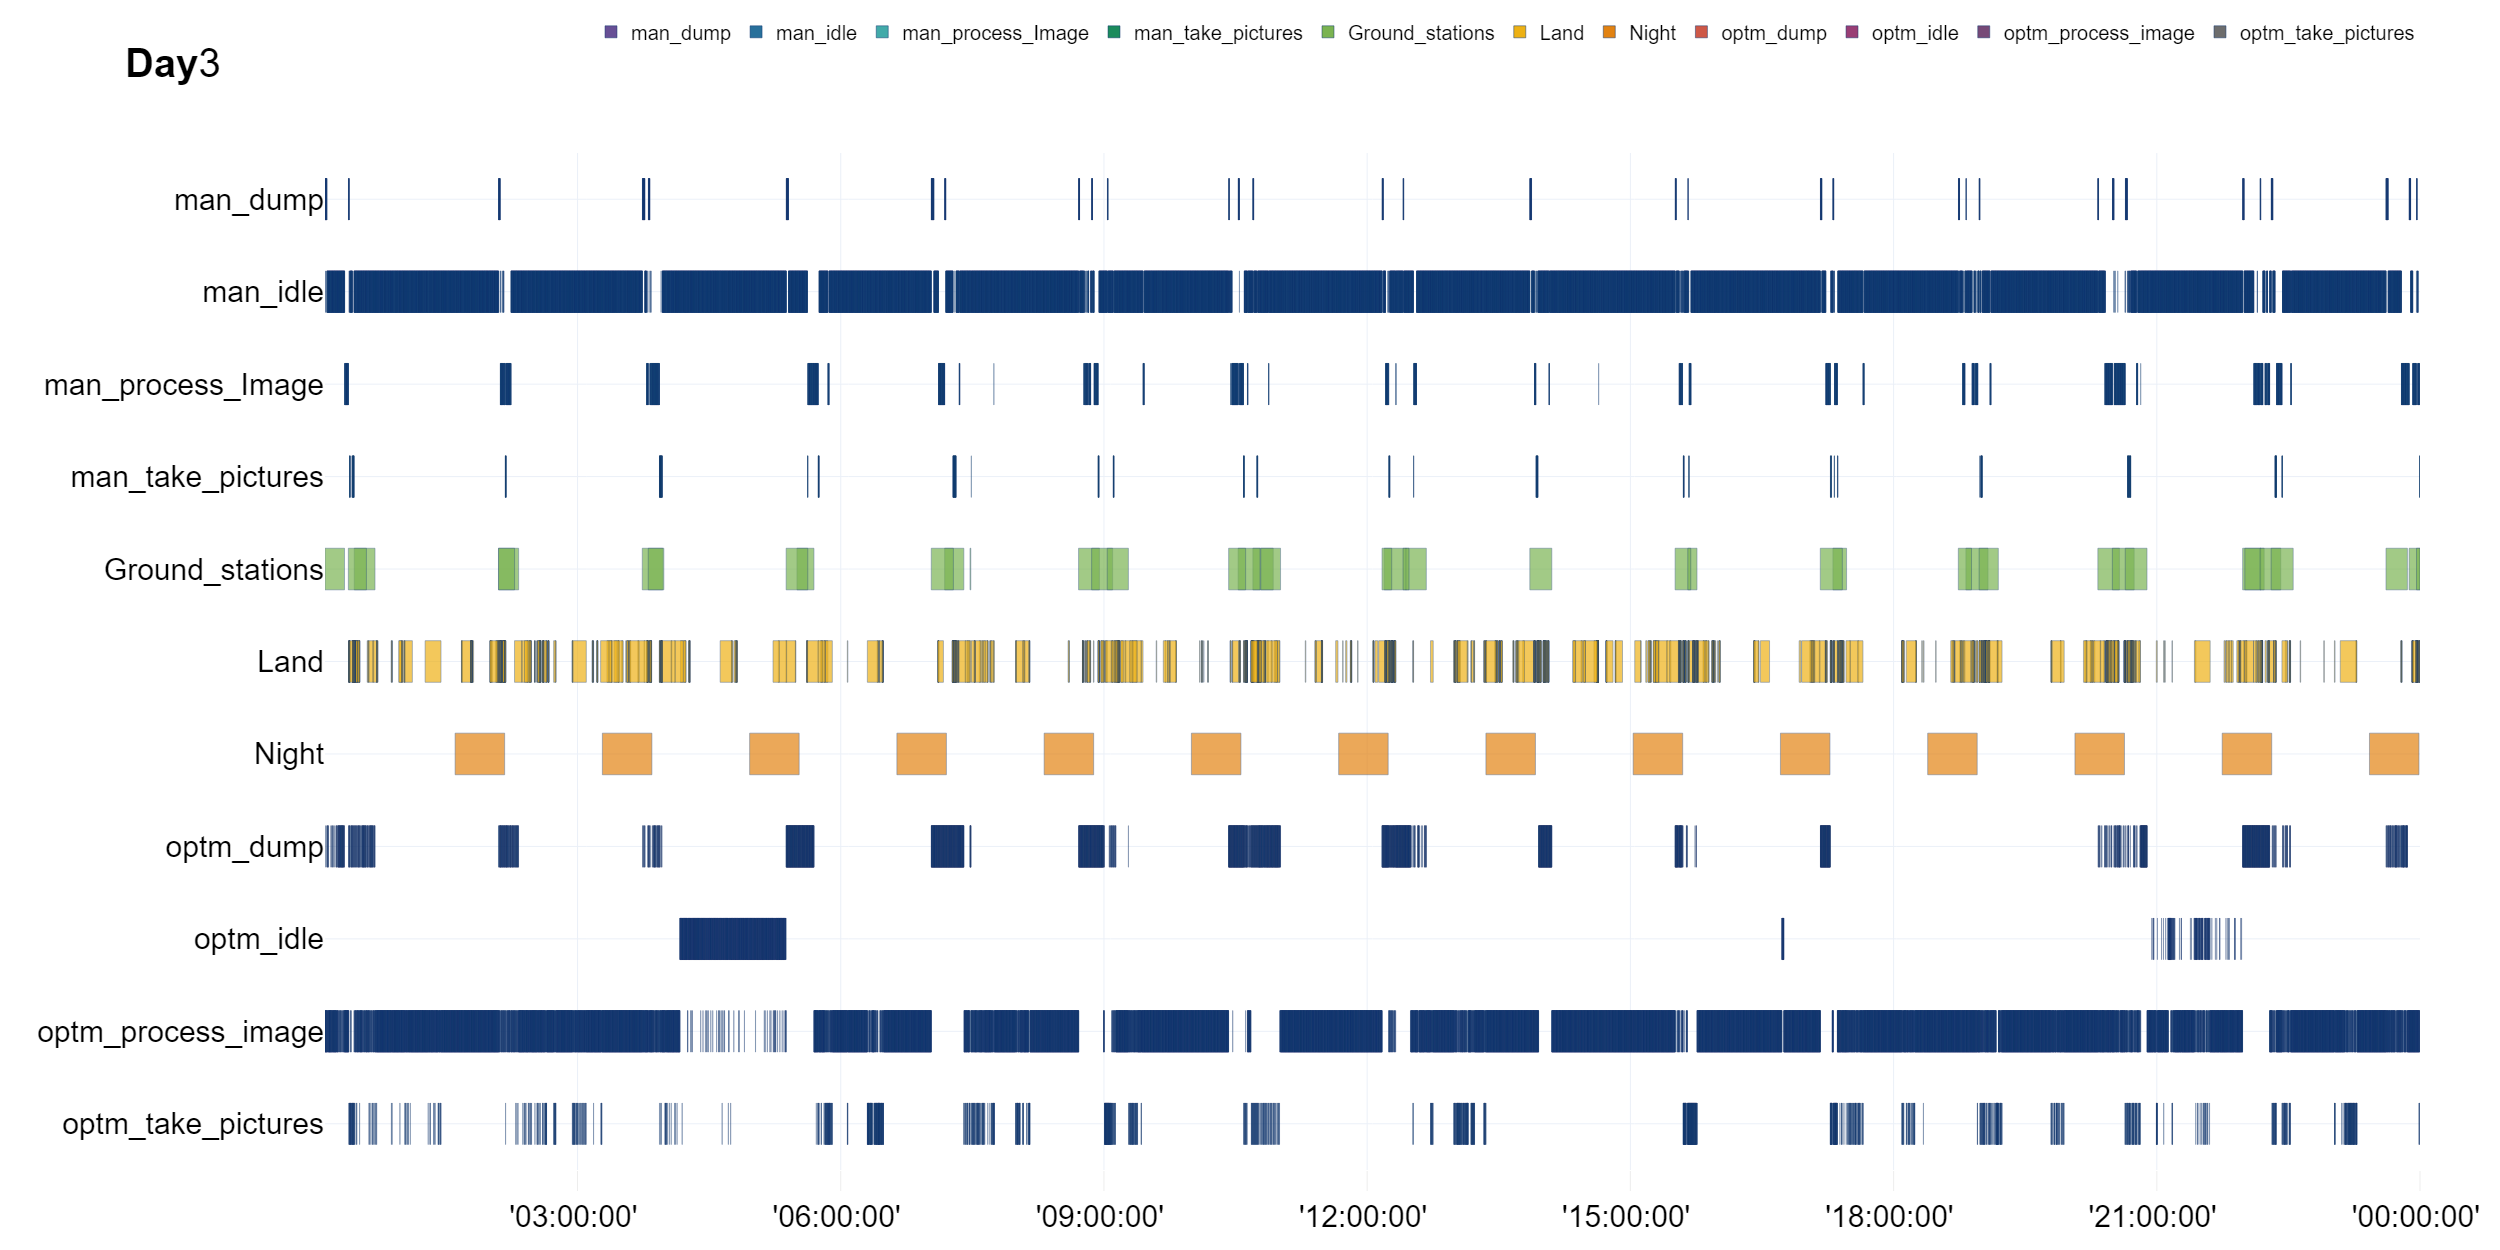 man_dump man_idle man_process_Image man_take_pictures Ground_stations Land Night optm_dump optm_idle optm_process_image optm_take_pictures
Day3
man_dump
man_idle
man_process_Image
man_take_pictures
Ground_stations
Land
Night
optm_dump
optm_idle
optm_process_image
optm_take_pictures
'03:00:00' '06:00:00' '09:00:00' '12:00:00' '15:00:00' '18:00:00' '21:00:00' '00:00:00'